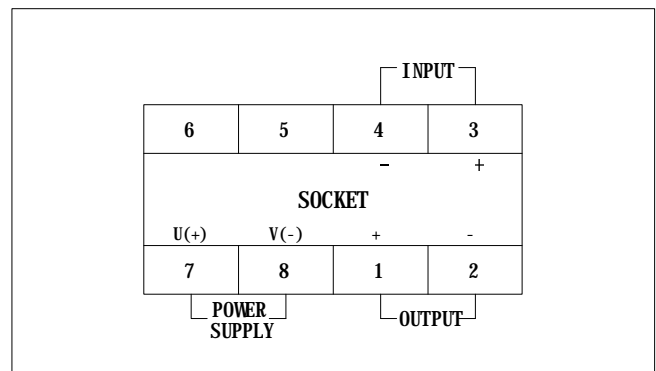 INPUT
6 5 4 3
- +
SOCKET
U(+) V(-) + -
7 8 1 2
POWER SUPPLY
OUTPUT